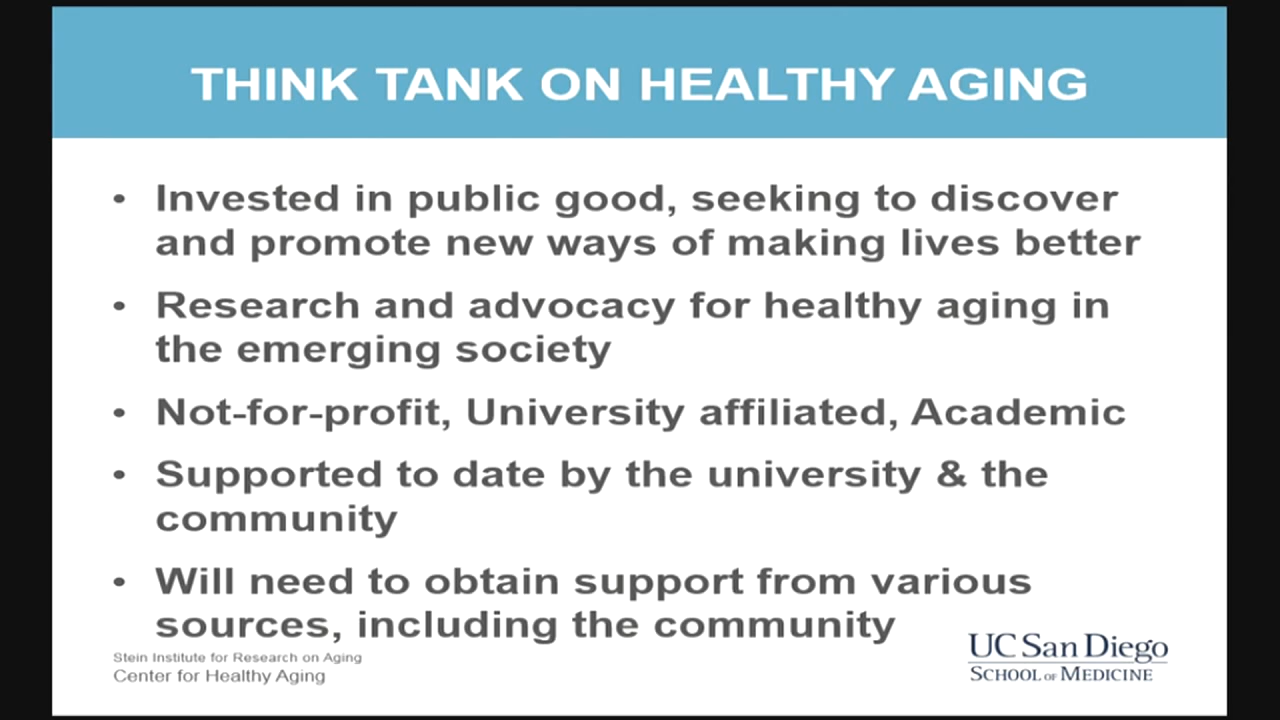 THINK TANK ON HEALTHY AGING
• Invested in public good, seeking to discover
and promote new ways of making lives better
• Research and advocacy for healthy aging in
the emerging society
• Not-for-profit, University affiliated, Academic
• Supported to date by the university & the
community
• Will need to obtain support from various
sources, including the community
Stein Institute for Research on Aging
Center for Healthy Aging
UC San Diego
SCHOOL OF MEDICINE